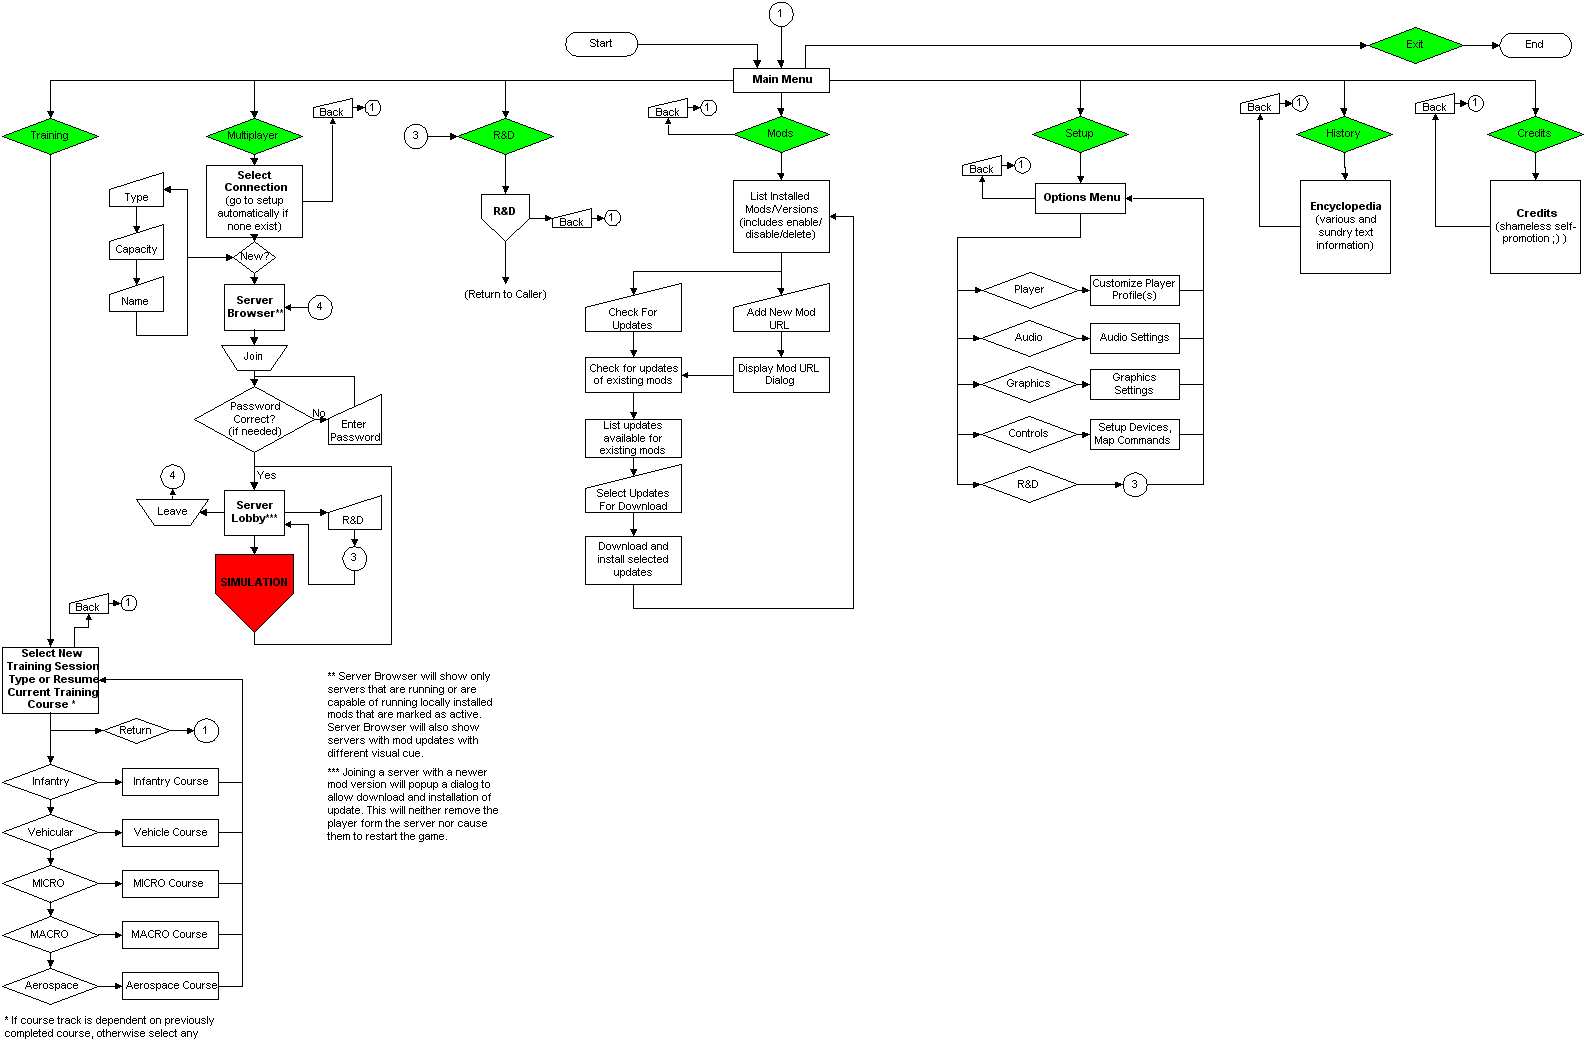 1
Start
Exit
End
Main Menu
Back
1
Back
1
Back
1
Back
1
Training
Multiplayer
3
R&D
Mods
Setup
History
Credits
Back
1
Select
Connection
(go to setup
automatically if
none exist)
Type
Capacity
Name
New?
R&D
Back
1
(Return to Caller)
List Installed
Mods/Versions
(includes enable/
disable/delete)
Options Menu
Encyclopedia
(various and
sundry text
information)
Credits
(shameless self-
promotion ;) )
Server
Browser**
4
Join
Password
Correct?
(if needed)
No
Enter
Password
Yes
4
Leave
Server
Lobby***
R&D
3
SIMULATION
Check For
Updates
Add New Mod
URL
Check for updates
of existing mods
Display Mod URL
Dialog
List updates
available for
existing mods
Select Updates
For Download
Download and
install selected
updates
Player
Customize Player
Profile(s)
Audio
Audio Settings
Graphics
Graphics
Settings
Controls
Setup Devices,
Map Commands
R&D
3
Back
1
Select New
Training Session
Type or Resume
Current Training
Course *
Return
1
Infantry
Infantry Course
Vehicular
Vehicle Course
MICRO
MICRO Course
MACRO
MACRO Course
Aerospace
Aerospace Course
* If course track is dependent on previously
completed course, otherwise select any
** Server Browser will show only
servers that are running or are
capable of running locally installed
mods that are marked as active.
Server Browser will also show
servers with mod updates with
different visual cue.
*** Joining a server with a newer
mod version will popup a dialog to
allow download and installation of
update. This will neither remove the
player form the server nor cause
them to restart the game.